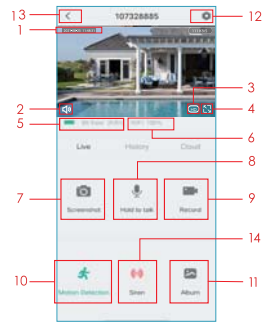 13
107328885
12
1
3
2
4
5
6
Live
History
Cloud
8
7
9
Screenshot
Hold to talk
Record
14
10
11
Motion Detection
Siren
Album